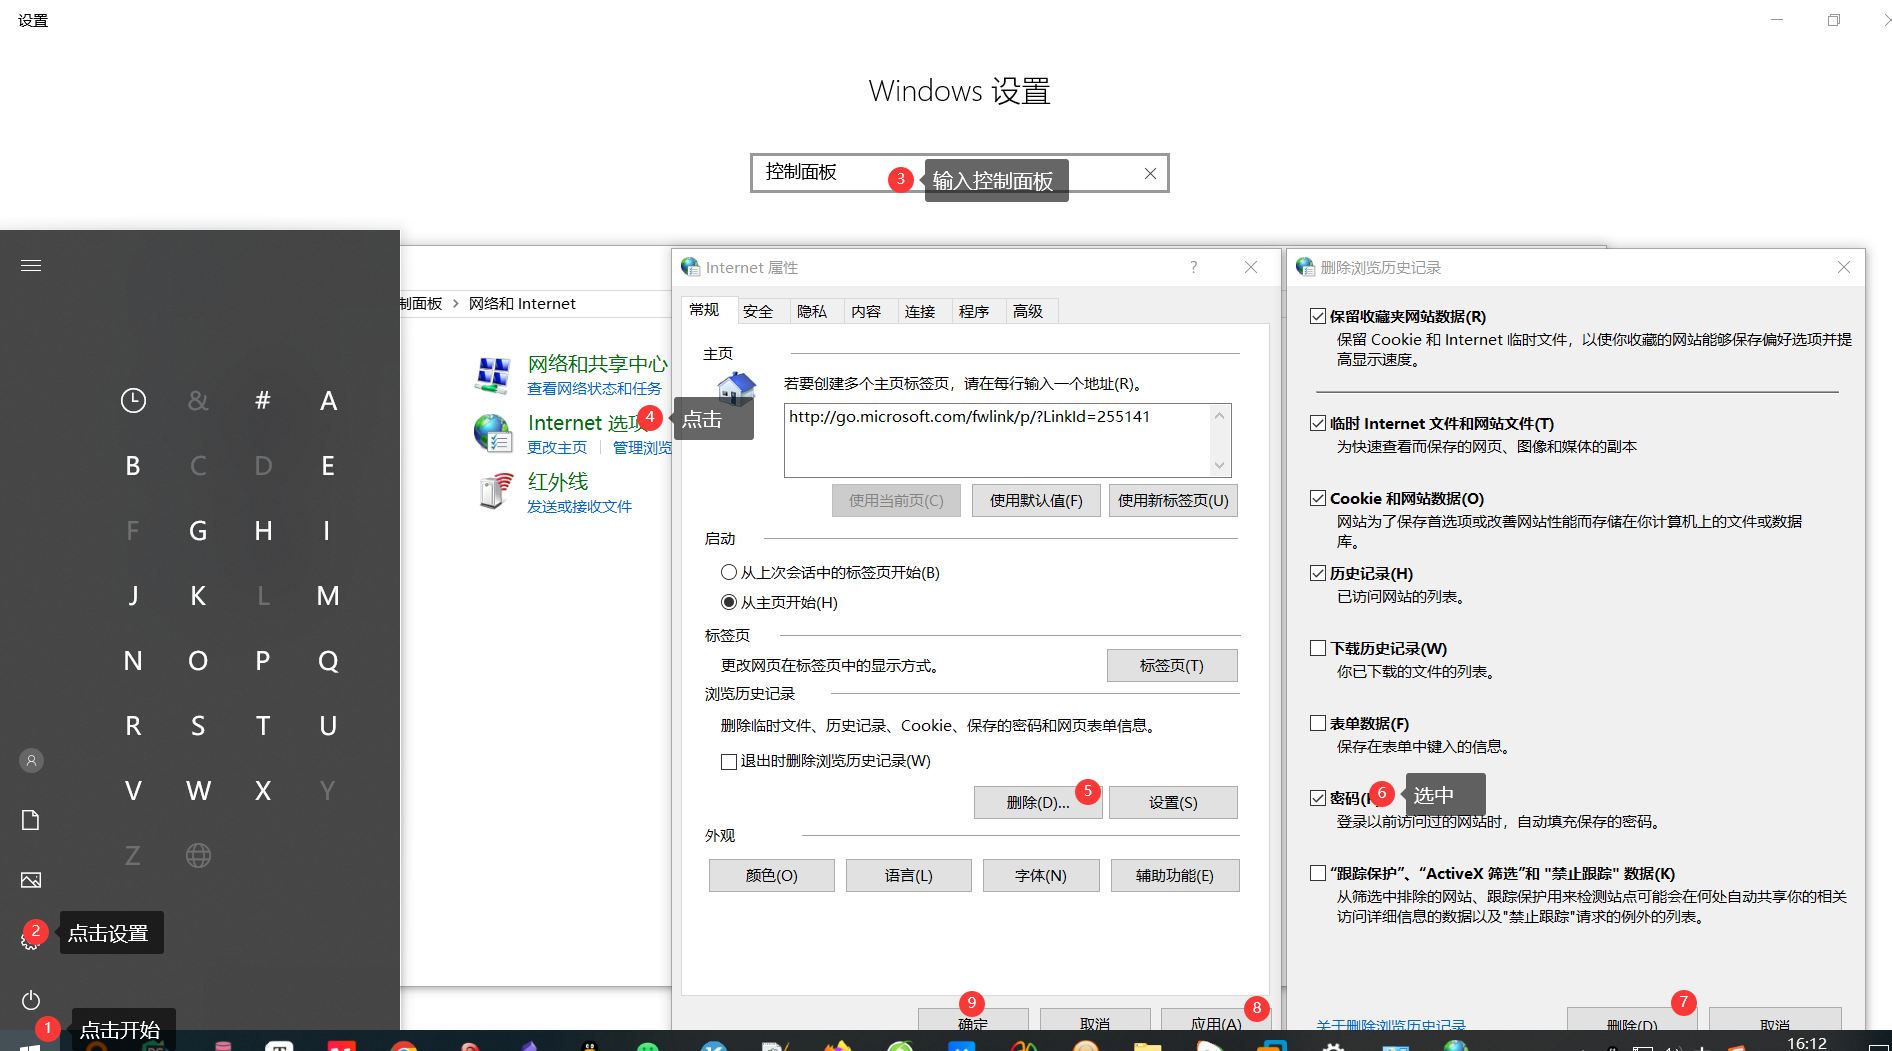 设置
Windows 设置
控制面板
3
输入控制面板
& # A
B C D E
F G H I
J K L M
N O P Q
R S T U
V W X Y
Z
2
点击设置
1
点击开始
制面板 > 网络和 Internet
网络和共享中心
查看网络状态和任务
Internet 选项
4
点击
更改主页
管理浏览
红外线
发送或接收文件
Internet 属性
?
常规 安全 隐私 内容 连接 程序 高级
主页
若要创建多个主页标签页，请在每行输入一个地址(R)。
http://go.microsoft.com/fwlink/p/?LinkId=255141
使用当前页(C) 使用默认值(F) 使用新标签页(U)
启动
从上次会话中的标签页开始(B)
从主页开始(H)
标签页
更改网页在标签页中的显示方式。
标签页(T)
浏览历史记录
删除临时文件、历史记录、Cookie、保存的密码和网页表单信息。
退出时删除浏览历史记录(W)
删除(D)...
5
设置(S)
外观
颜色(O) 语言(L) 字体(N) 辅助功能(E)
9
8
确定 取消 应用(A)
删除浏览历史记录
保留收藏夹网站数据(R)
保留 Cookie 和 Internet 临时文件，以使你收藏的网站能够保存偏好选项并提
高显示速度。
临时 Internet 文件和网站文件(T)
为快速查看而保存的网页、图像和媒体的副本
Cookie 和网站数据(O)
网站为了保存首选项或改善网站性能而存储在你计算机上的文件或数据
库。
历史记录(H)
已访问网站的列表。
下载历史记录(W)
你已下载的文件的列表。
表单数据(F)
保存在表单中键入的信息。
密码(
6
选中
登录以前访问过的网站时，自动填充保存的密码。
“跟踪保护”、“ActiveX 筛选”和 "禁止跟踪" 数据(K)
从筛选中排除的网站、跟踪保护用来检测站点可能会在何处自动共享你的相关
访问详细信息的数据以及"禁止跟踪"请求的例外的列表。
7
关于删除浏览历史记录 删除(D) 取消
16:12